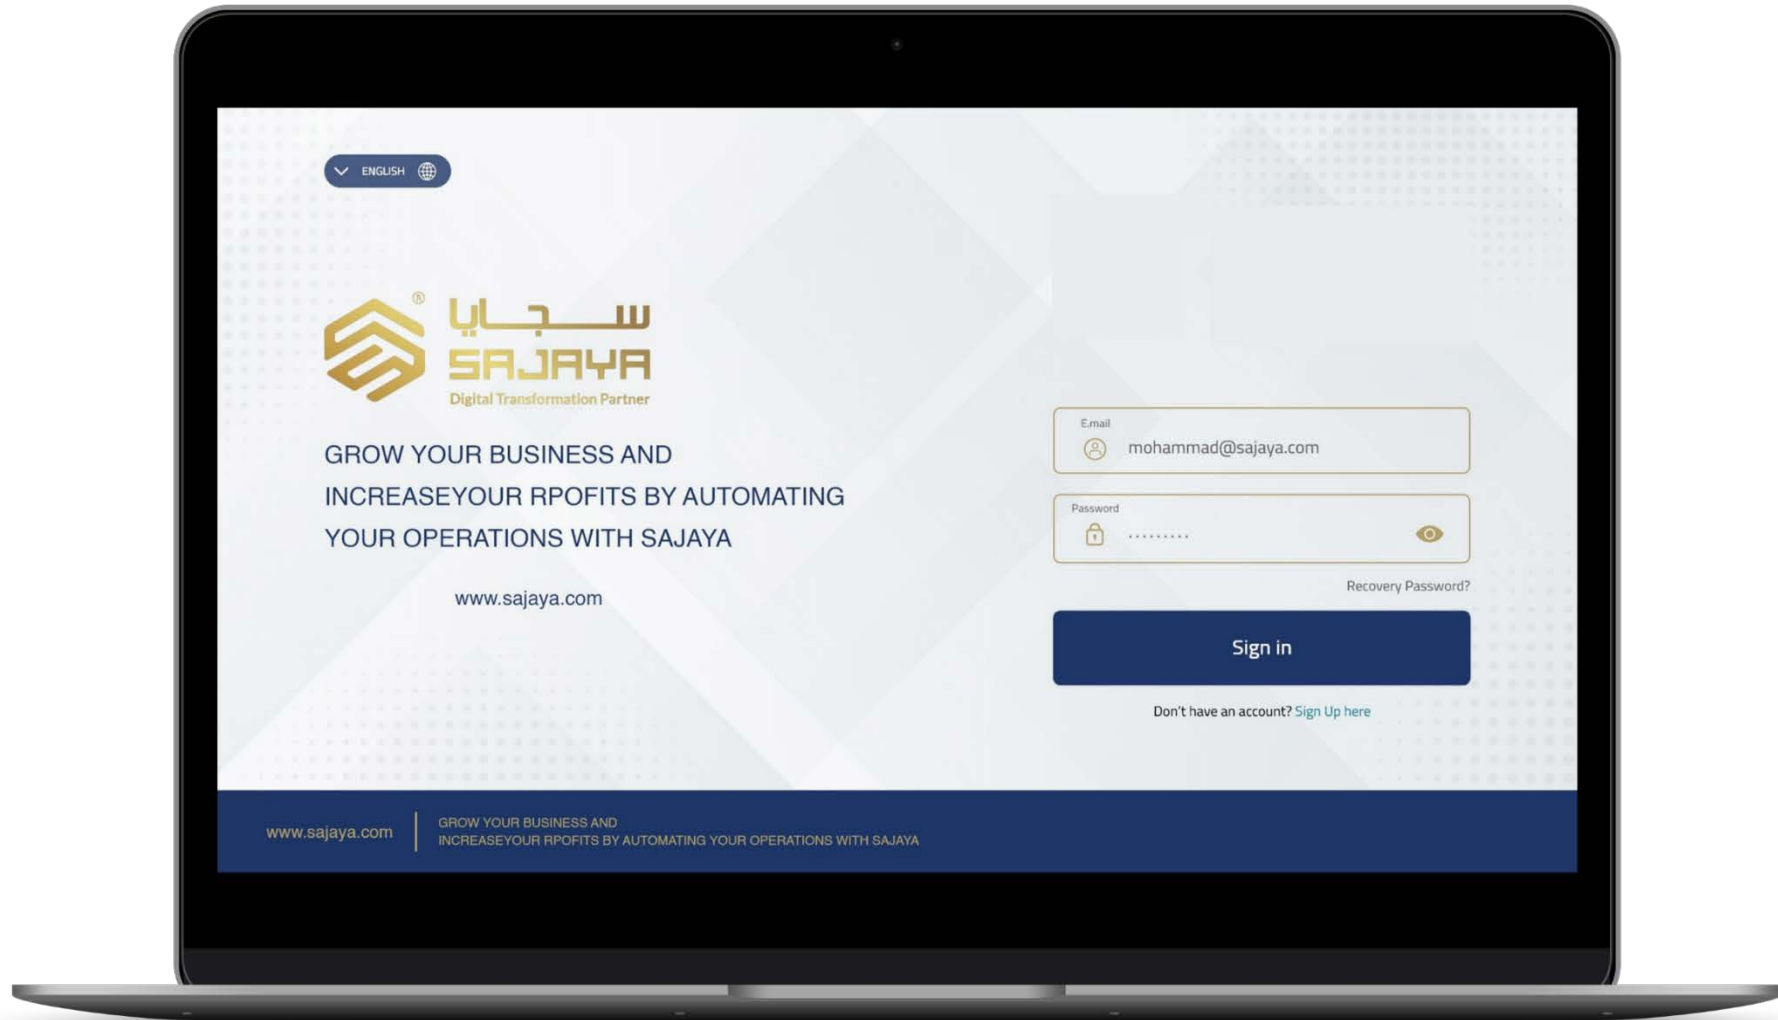 ENGLISH
®
سجايا
SAJAYA
Digital Transformation Partner
GROW YOUR BUSINESS AND
INCREASEYOUR RPOFITS BY AUTOMATING
YOUR OPERATIONS WITH SAJAYA
www.sajaya.com
E.mail
mohammad@sajaya.com
Password
.........
Recovery Password?
Sign in
Don't have an account? Sign Up here
www.sajaya.com
GROW YOUR BUSINESS AND
INCREASEYOUR RPOFITS BY AUTOMATING YOUR OPERATIONS WITH SAJAYA